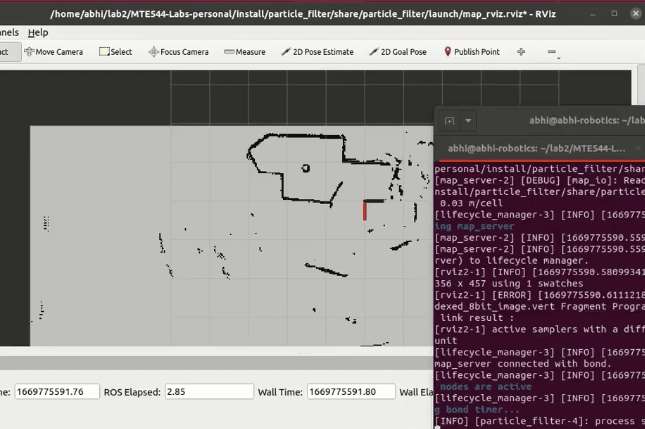 /home/abhi/lab2/MTE544-Labs-personal/install/particle_filter/share/particle_filter/launch/map_rviz.rviz* - RViz
anels Help
act Move Camera Select Focus Camera Measure 2D Pose Estimate 2D Goal Pose Publish Point
abhi@abhi-robotics: ~/lab
abhi@abhi-robotics: ~/lab2/MTE544-L...
personal/install/particle_filter/shar
[map_server-2] [DEBUG] [map_io]: Read
nstall/particle_filter/share/particle
0.03 m/cell
[lifecycle_manager-3] [INFO] [1669775
ing map_server
[map_server-2] [INFO] [1669775590.559
[map_server-2] [INFO] [1669775590.559
rver) to lifecycle manager.
[rviz2-1] [INFO] [1669775590.58099341
356 x 457 using 1 swatches
[rviz2-1] [ERROR] [1669775590.6111218
dexed_8bit_image.vert Fragment Progra
link result :
[rviz2-1] active samplers with a diff
unit
[lifecycle_manager-3] [INFO] [1669775
map_server connected with bond.
[lifecycle_manager-3] [INFO] [1669775
nodes are active
[lifecycle_manager-3] [INFO] [1669775
g bond timer...
[INFO] [particle_filter-4]: process s
ne: 1669775591.76 ROS Elapsed: 2.85 Wall Time: 1669775591.80 Wall Ela